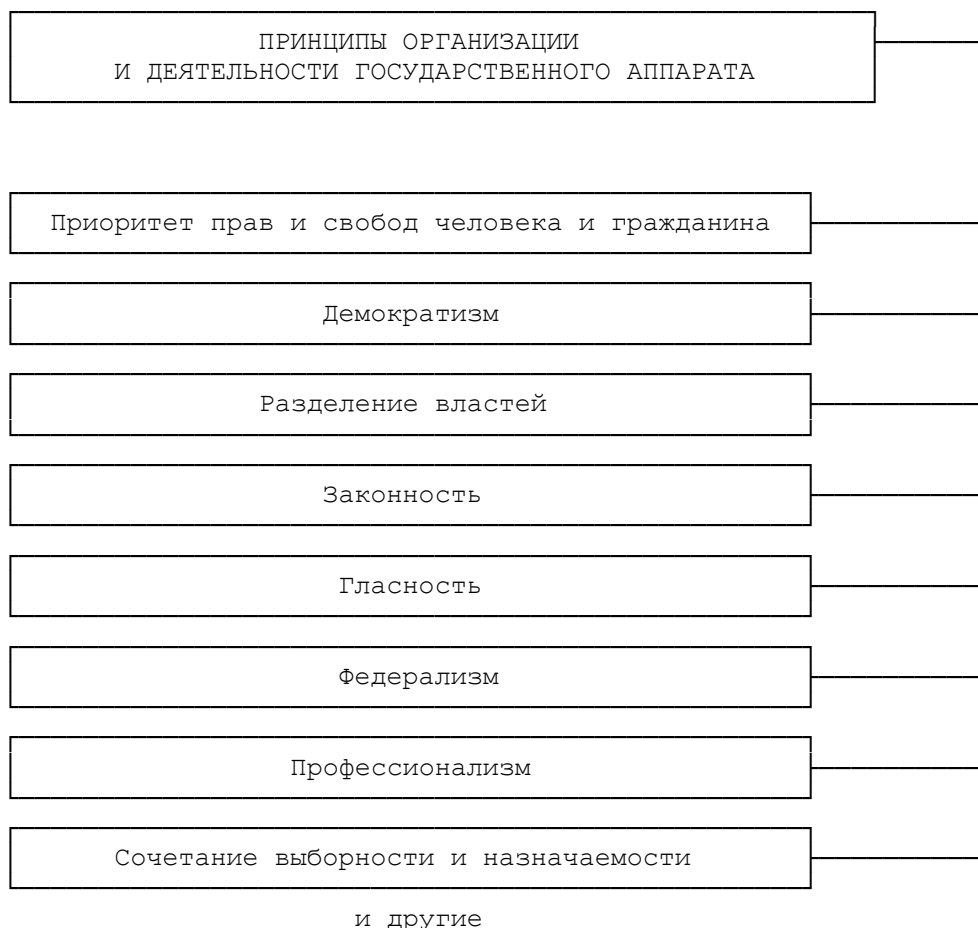 ПРИНЦИПЫ ОРГАНИЗАЦИИ
И ДЕЯТЕЛЬНОСТИ ГОСУДАРСТВЕННОГО АППАРАТА
Приоритет прав и свобод человека и гражданина
Демократизм
Разделение властей
Законность
Гласность
Федерализм
Профессионализм
Сочетание выборности и назначаемости
и другие